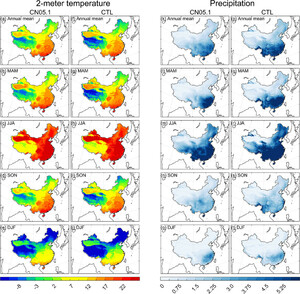 2-meter temperature
Precipitation
CN05.1
CTL
CN05.1
CTL
Annual mean
Annual mean
Annual mean
Annual mean
MAM
MAM
MAM
MAM
JJA
JJA
JJA
JJA
SON
SON
SON
SON
DJF
DJF
DJF
DJF
-8 -3 2 7 12 17 22
0 0.75 1.5 2.25 3 3.75 4.5 5.25